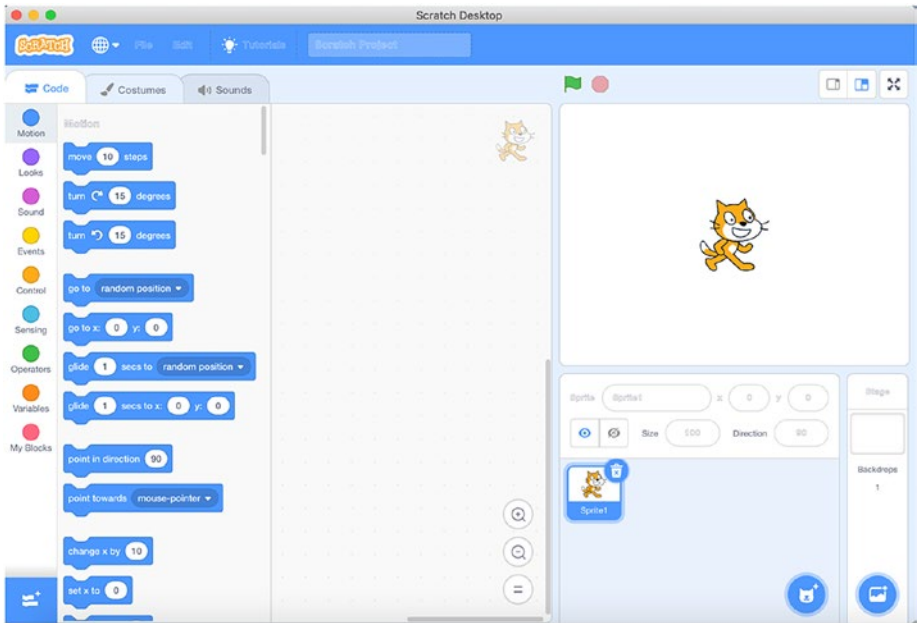 Scratch Desktop
SCRATCH
File Edit Tutorials Scratch Project
Code Costumes Sounds
Motion
Looks
Sound
Events
Control
Sensing
Operators
Variables
My Blocks
Motion
move 10 steps
turn 15 degrees
turn 15 degrees
go to random position
go to x: 0 y: 0
glide 1 secs to random position
glide 1 secs to x: 0 y: 0
point in direction 90
point towards mouse-pointer
change x by 10
set x to 0
Sprite Sprite1 x 0 y 0
Size 100 Direction 90
Sprite1
Stage
Backdrops
1